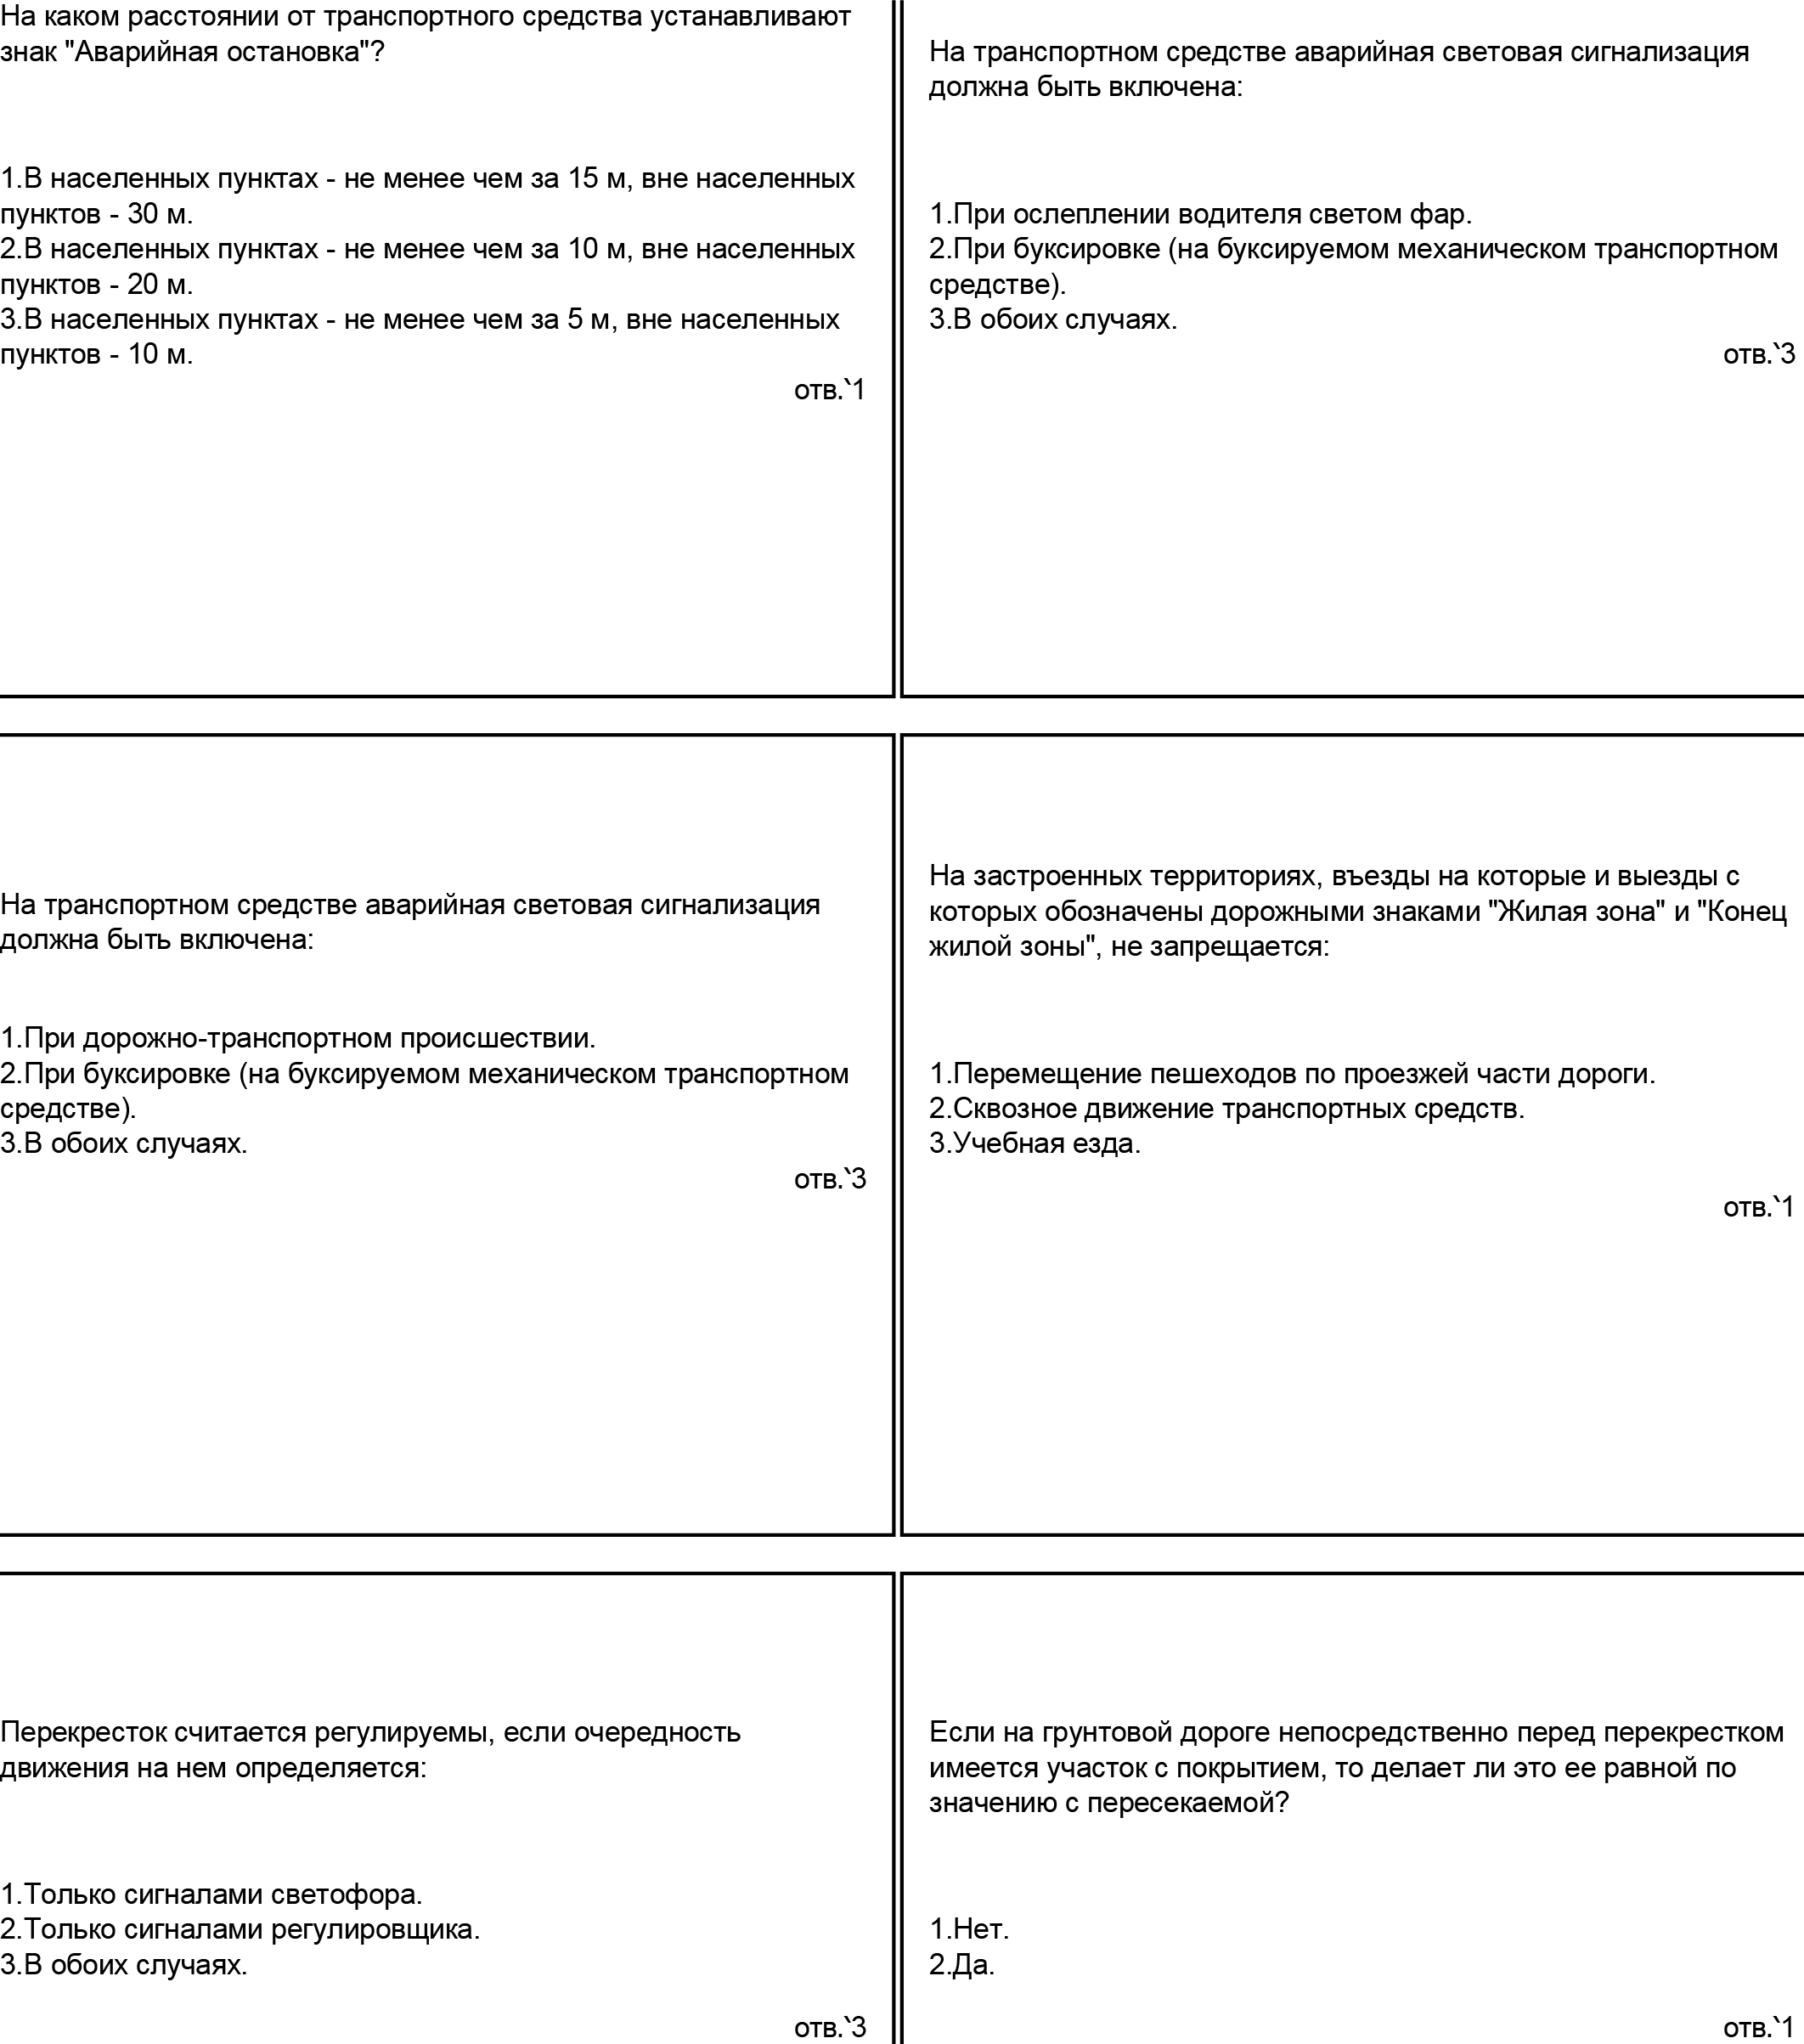 На каком расстоянии от транспортного средства устанавливают
знак "Аварийная остановка"?
1.В населенных пунктах - не менее чем за 15 м, вне населенных
пунктов - 30 м.
2.В населенных пунктах - не менее чем за 10 м, вне населенных
пунктов - 20 м.
3.В населенных пунктах - не менее чем за 5 м, вне населенных
пунктов - 10 м.
отв.`1
На транспортном средстве аварийная световая сигнализация
должна быть включена:
1.При ослеплении водителя светом фар.
2.При буксировке (на буксируемом механическом транспортном
средстве).
3.В обоих случаях.
отв.`3
На транспортном средстве аварийная световая сигнализация
должна быть включена:
1.При дорожно-транспортном происшествии.
2.При буксировке (на буксируемом механическом транспортном
средстве).
3.В обоих случаях.
отв.`3
На застроенных территориях, въезды на которые и выезды с
которых обозначены дорожными знаками "Жилая зона" и "Конец
жилой зоны", не запрещается:
1.Перемещение пешеходов по проезжей части дороги.
2.Сквозное движение транспортных средств.
3.Учебная езда.
отв.`1
Перекресток считается регулируемы, если очередность
движения на нем определяется:
1.Только сигналами светофора.
2.Только сигналами регулировщика.
3.В обоих случаях.
отв.`3
Если на грунтовой дороге непосредственно перед перекрестком
имеется участок с покрытием, то делает ли это ее равной по
значению с пересекаемой?
1.Нет.
2.Да.
отв.`1